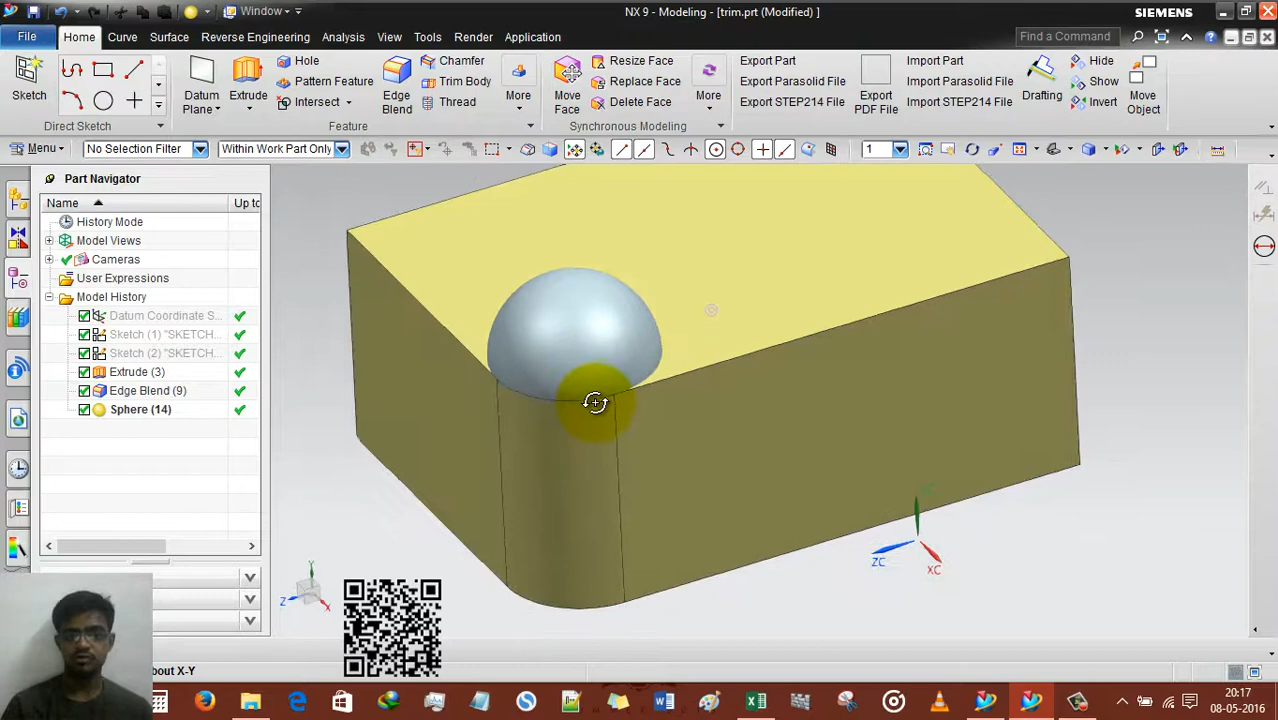 Window
NX 9 - Modeling - [trim.prt (Modified) ]
SIEMENS
File Home Curve Surface Reverse Engineering Analysis View Tools Render Application
Find a Command
Sketch
Direct Sketch
Datum Plane
Extrude
Hole
Pattern Feature
Intersect
Edge Blend
Chamfer
Trim Body
Thread
More
Feature
Move Face
Resize Face
Replace Face
Delete Face
More
Synchronous Modeling
Export Part
Export Parasolid File
Export STEP214 File
Export PDF File
Import Part
Import Parasolid File
Import STEP214 File
Drafting
Hide
Show
Invert
Move Object
Menu
No Selection Filter
Within Work Part Only
1
Part Navigator
Name
Up to
History Mode
Model Views
Cameras
User Expressions
Model History
Datum Coordinate S...
Sketch (1) "SKETCH...
Sketch (2) "SKETCH...
Extrude (3)
Edge Blend (9)
Sphere (14)
ZC
XC
Y
Z
X
bout X-Y
20:17
08-05-2016